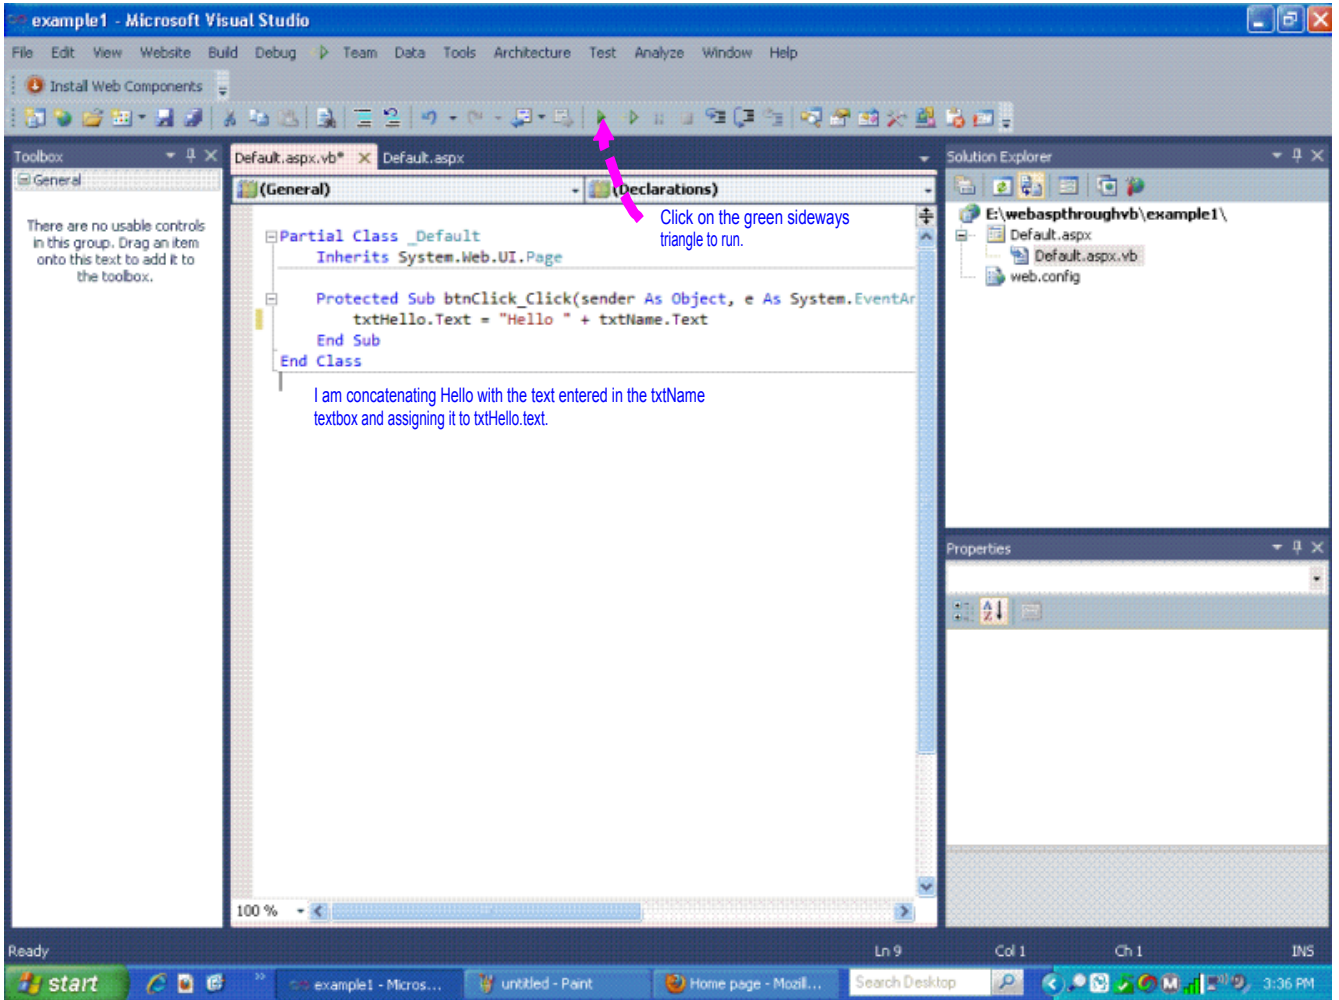 example1 - Microsoft Visual Studio
File Edit View Website Build Debug Team Data Tools Architecture Test Analyze Window Help
Install Web Components
Toolbox
General
There are no usable controls
in this group. Drag an item
onto this text to add it to
the toolbox.
Default.aspx.vb* Default.aspx
(General) (Declarations)
Click on the green sideways
triangle to run.
Partial Class _Default
Inherits System.Web.UI.Page
Protected Sub btnClick_Click(sender As Object, e As System.EventAr
txtHello.Text = "Hello " + txtName.Text
End Sub
End Class
I am concatenating Hello with the text entered in the txtName
textbox and assigning it to txtHello.text.
100 %
Solution Explorer
E:\webaspthroughvb\example1\
Default.aspx
Default.aspx.vb
web.config
Properties
Ready Ln 9 Col 1 Ch 1 INS
start example1 - Micros... untitled - Paint Home page - Mozill... Search Desktop 3:36 PM